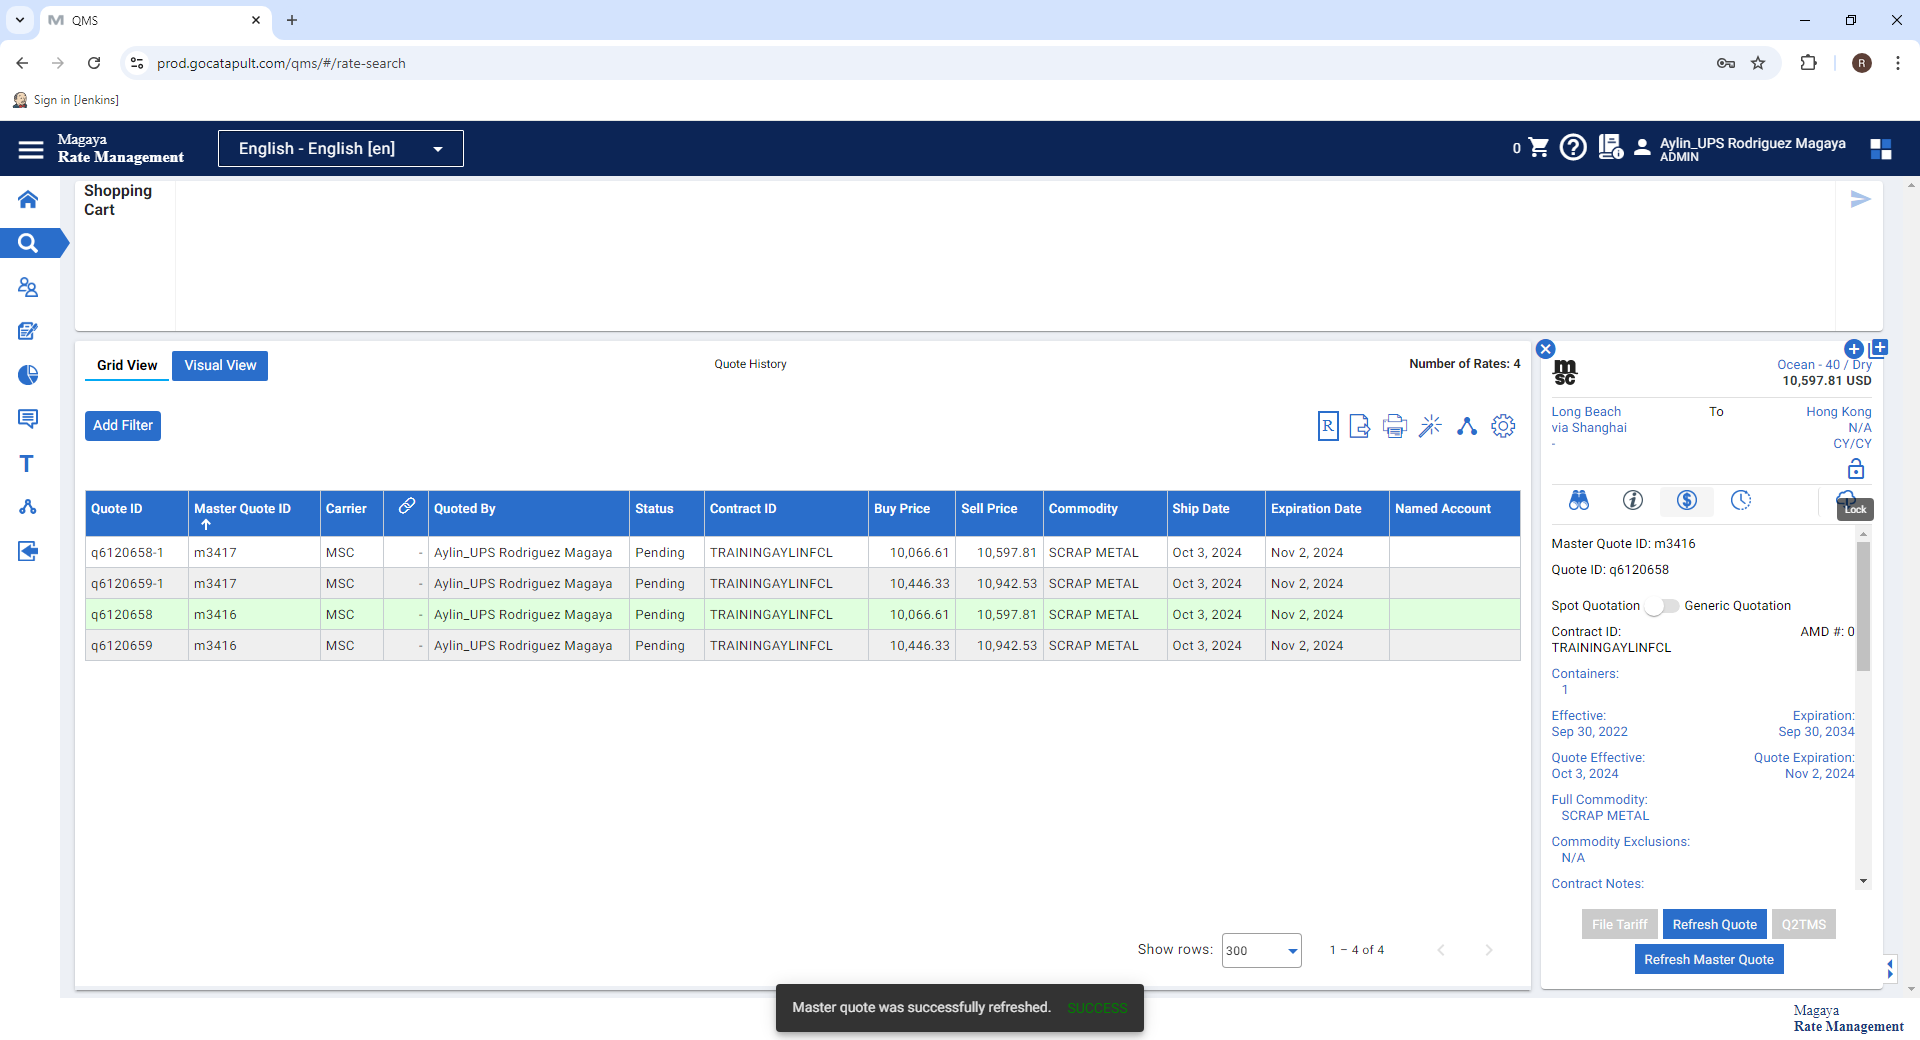 QMS
prod.gocatapult.com/qms/#/rate-search
R
Sign in [Jenkins]
Magaya
Rate Management
English - English [en]
0
Aylin_UPS Rodriguez Magaya
ADMIN
Shopping
Cart
Grid View
Visual View
Quote History
Number of Rates: 4
Add Filter
R
Quote ID Master Quote ID Carrier Quoted By Status Contract ID Buy Price Sell Price Commodity Ship Date Expiration Date Named Account
q6120658-1 m3417 MSC - Aylin_UPS Rodriguez Magaya Pending TRAININGAYLINFCL 10,066.61 10,597.81 SCRAP METAL Oct 3, 2024 Nov 2, 2024
q6120659-1 m3417 MSC - Aylin_UPS Rodriguez Magaya Pending TRAININGAYLINFCL 10,446.33 10,942.53 SCRAP METAL Oct 3, 2024 Nov 2, 2024
q6120658 m3416 MSC - Aylin_UPS Rodriguez Magaya Pending TRAININGAYLINFCL 10,066.61 10,597.81 SCRAP METAL Oct 3, 2024 Nov 2, 2024
q6120659 m3416 MSC - Aylin_UPS Rodriguez Magaya Pending TRAININGAYLINFCL 10,446.33 10,942.53 SCRAP METAL Oct 3, 2024 Nov 2, 2024
Show rows: 300 1 – 4 of 4
m
sc
Ocean - 40 / Dry
10,597.81 USD
Long Beach To Hong Kong
via Shanghai N/A
- CY/CY
Lock
Master Quote ID: m3416
Quote ID: q6120658
Spot Quotation Generic Quotation
Contract ID: AMD #: 0
TRAININGAYLINFCL
Containers:
1
Effective: Expiration:
Sep 30, 2022 Sep 30, 2034
Quote Effective: Quote Expiration:
Oct 3, 2024 Nov 2, 2024
Full Commodity:
SCRAP METAL
Commodity Exclusions:
N/A
Contract Notes:
File Tariff Refresh Quote Q2TMS
Refresh Master Quote
Master quote was successfully refreshed. SUCCESS
Magaya
Rate Management